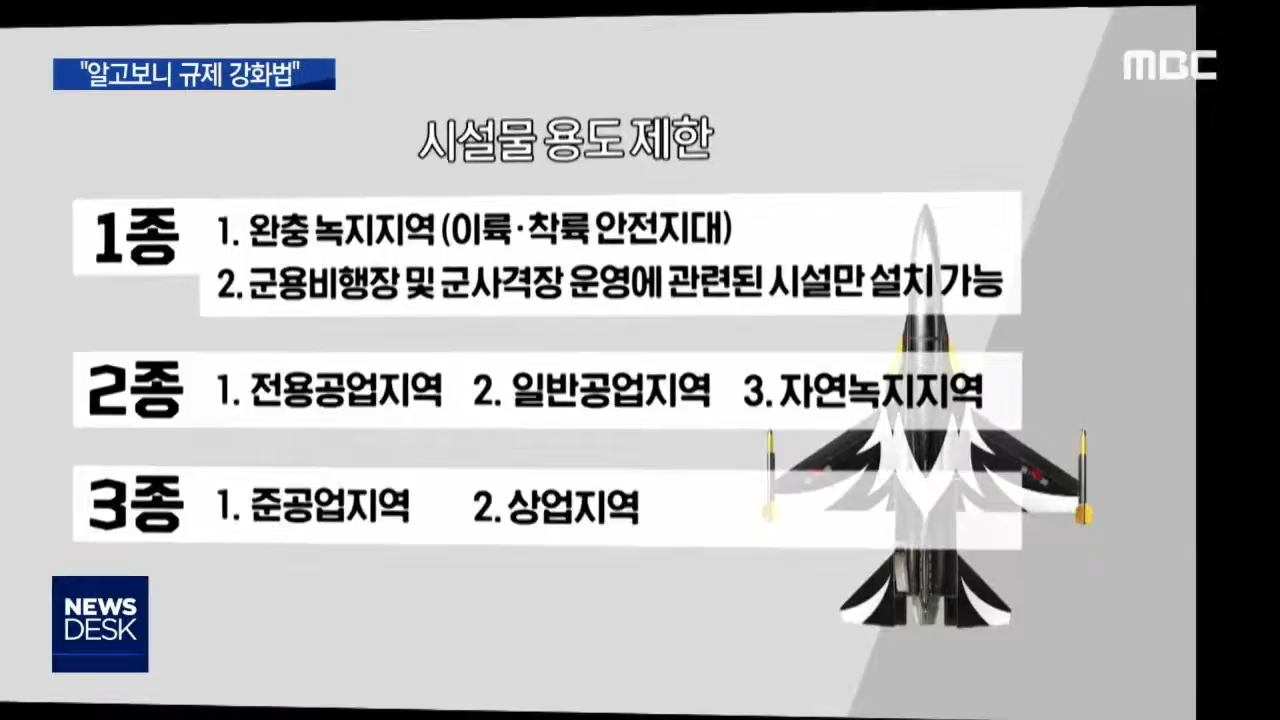 "알고보니 규제 강화법"
MBC
시설물 용도 제한
1종 1. 완충 녹지지역 (이륙·착륙 안전지대)
2. 군용비행장 및 군사격장 운영에 관련된 시설만 설치 가능
2종 1. 전용공업지역 2. 일반공업지역 3. 자연녹지지역
3종 1. 준공업지역 2. 상업지역
NEWS
DESK